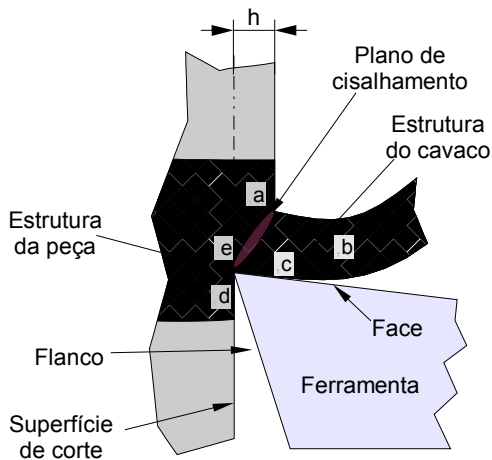 h
Plano de
cisalhamento
Estrutura
do cavaco
a
Estrutura
da peça
e
b
c
d
Face
Flanco
Ferramenta
Superfície
de corte